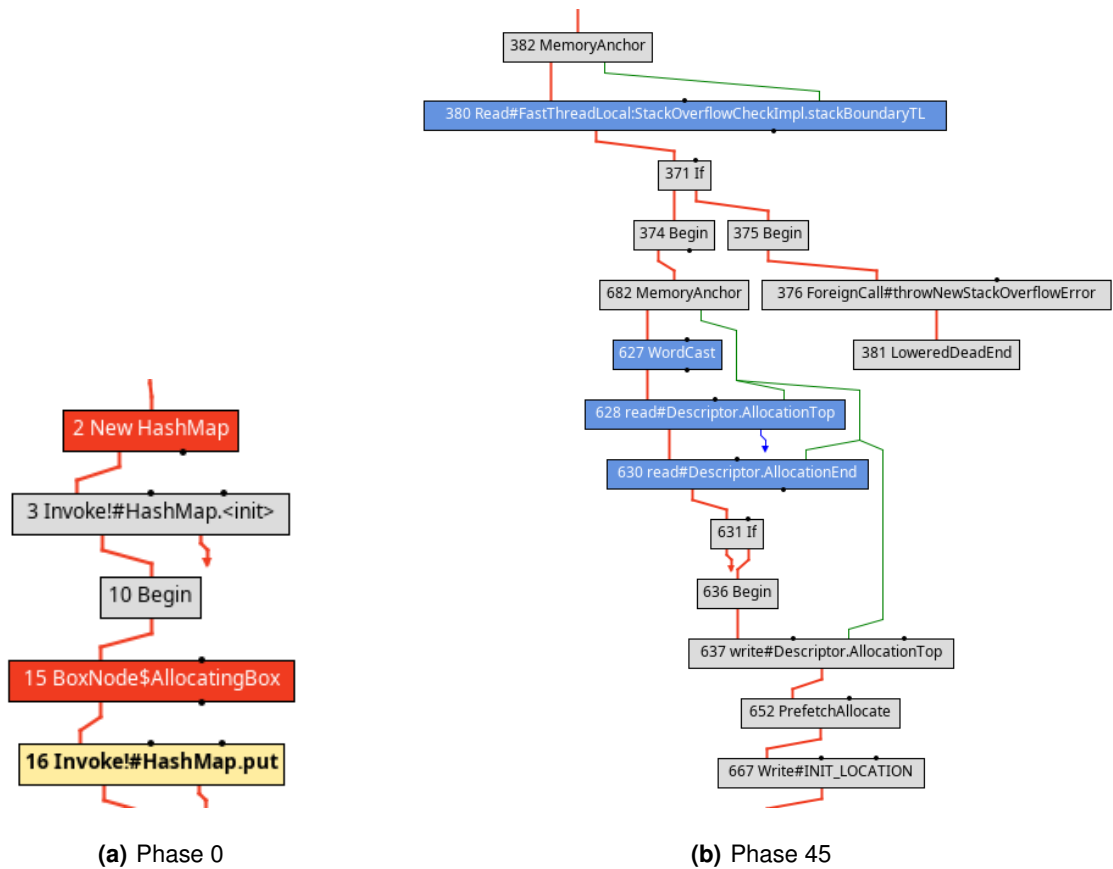 382 MemoryAnchor
380 Read#FastThreadLocal:StackOverflowCheckImpl.stackBoundaryTL
371 If
374 Begin
375 Begin
682 MemoryAnchor
376 ForeignCall#throwNewStackOverflowError
627 WordCast
381 LoweredDeadEnd
628 read#Descriptor.AllocationTop
630 read#Descriptor.AllocationEnd
631 If
636 Begin
637 write#Descriptor.AllocationTop
652 PrefetchAllocate
667 Write#INIT_LOCATION
2 New HashMap
3 Invoke!#HashMap.<init>
10 Begin
15 BoxNode$AllocatingBox
16 Invoke!#HashMap.put
(a) Phase 0
(b) Phase 45